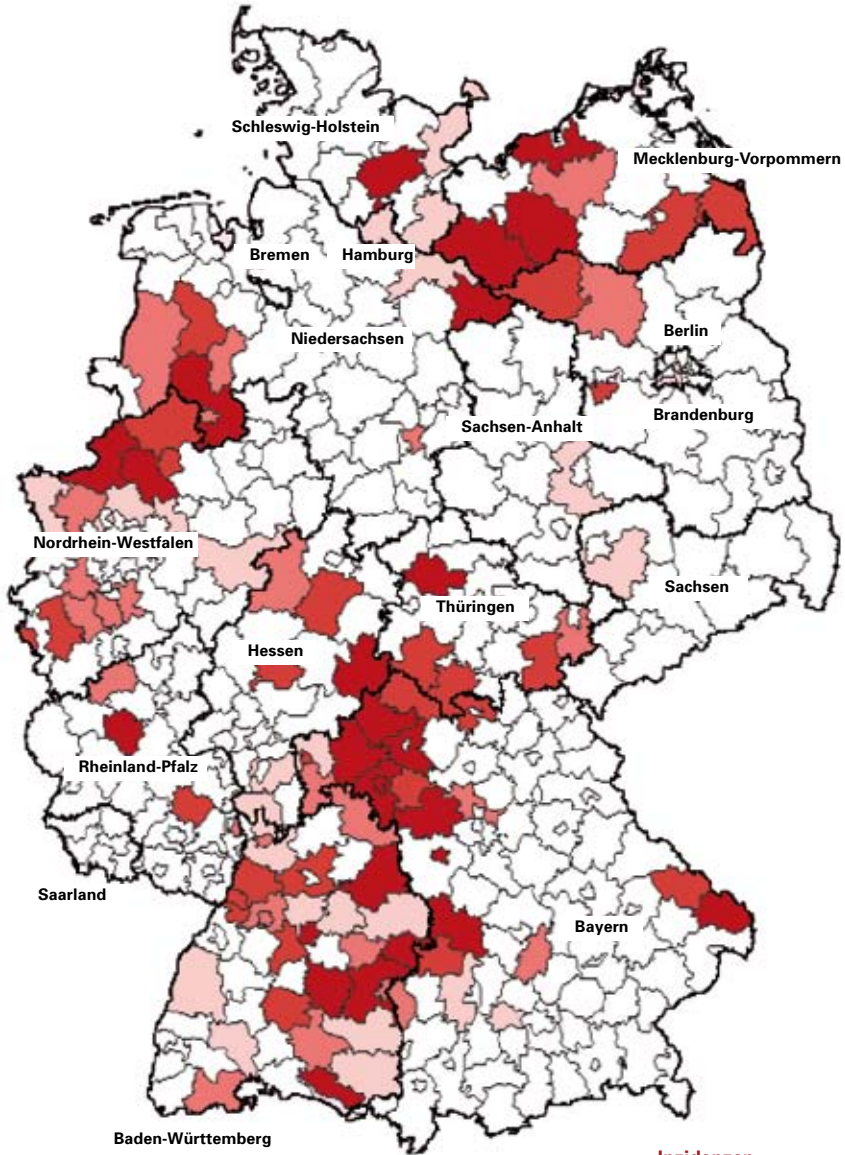 Schleswig-Holstein
Mecklenburg-Vorpommern
Bremen
Hamburg
Niedersachsen
Berlin
Brandenburg
Sachsen-Anhalt
Nordrhein-Westfalen
Sachsen
Thüringen
Hessen
Rheinland-Pfalz
Saarland
Bayern
Baden-Württemberg
Inzidenzen